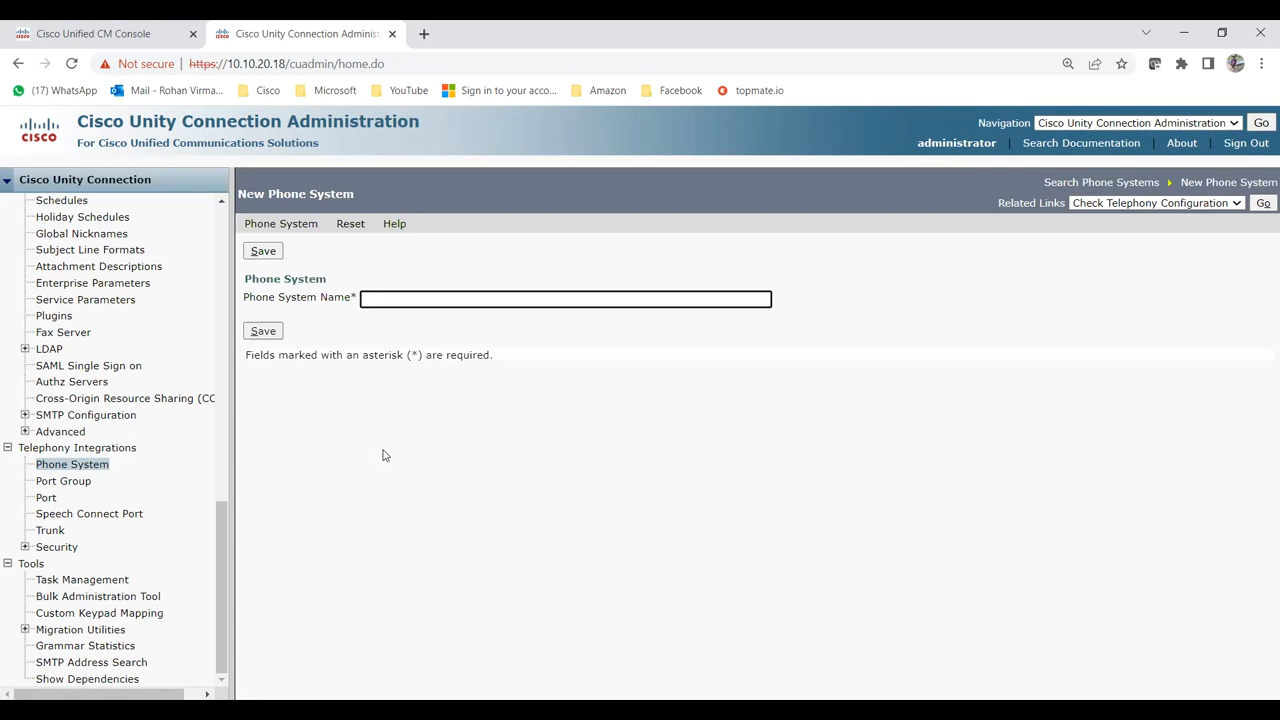 Cisco Unified CM Console
Cisco Unity Connection Administ
Not secure | https://10.10.20.18/cuadmin/home.do
(17) WhatsApp
Mail - Rohan Virma...
Cisco
Microsoft
YouTube
Sign in to your acco...
Amazon
Facebook
topmate.io
CISCO
Cisco Unity Connection Administration
For Cisco Unified Communications Solutions
Navigation Cisco Unity Connection Administration Go
administrator | Search Documentation | About | Sign Out
Cisco Unity Connection
Schedules
Holiday Schedules
Global Nicknames
Subject Line Formats
Attachment Descriptions
Enterprise Parameters
Service Parameters
Plugins
Fax Server
LDAP
SAML Single Sign on
Authz Servers
Cross-Origin Resource Sharing (CO
SMTP Configuration
Advanced
Telephony Integrations
Phone System
Port Group
Port
Speech Connect Port
Trunk
Security
Tools
Task Management
Bulk Administration Tool
Custom Keypad Mapping
Migration Utilities
Grammar Statistics
SMTP Address Search
Show Dependencies
New Phone System
Search Phone Systems New Phone System
Related Links Check Telephony Configuration Go
Phone System Reset Help
Save
Phone System
Phone System Name*
Save
Fields marked with an asterisk (*) are required.